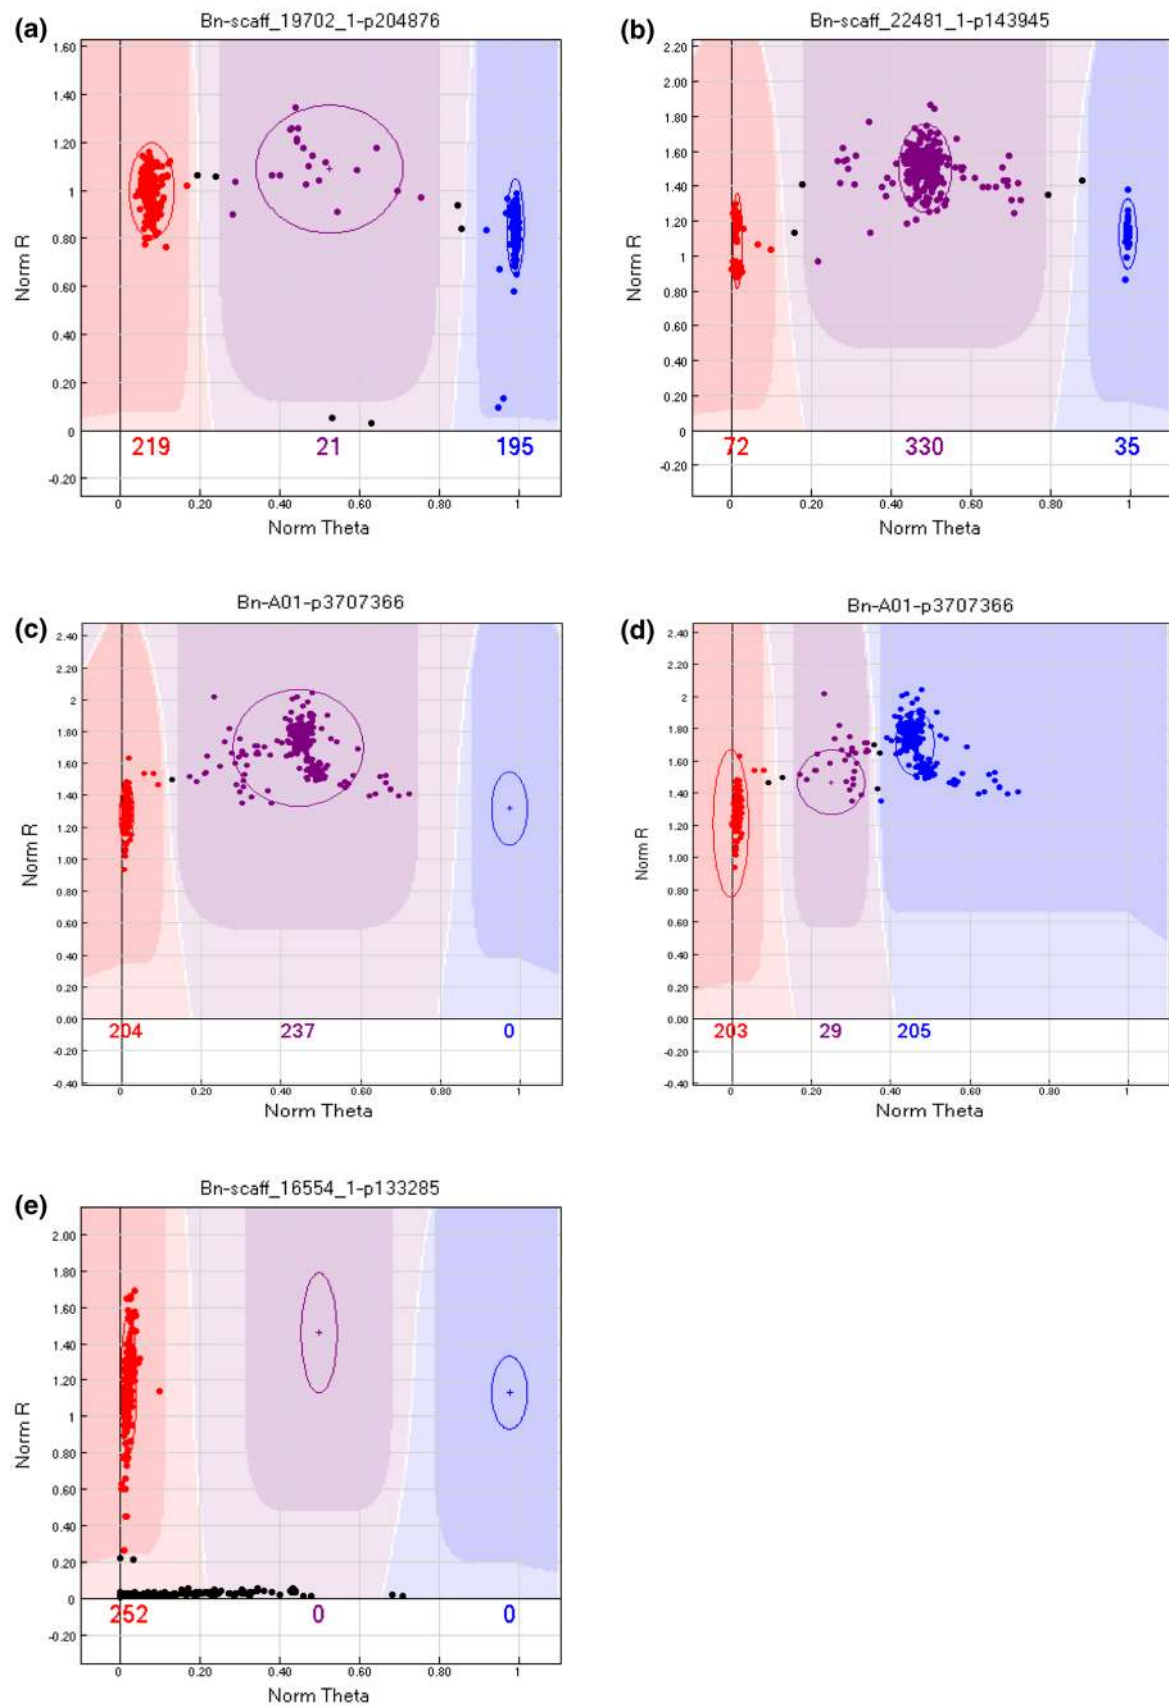 (a)
Bn-scaff_19702_1-p204876
1.60
1.40
1.20
1
0.80
0.60
0.40
0.20
0
-0.20
Norm R
219 21 195
0 0.20 0.40 0.60 0.80 1
Norm Theta
(b)
Bn-scaff_22481_1-p143945
2.20
2.00
1.80
1.60
1.40
1.20
1
0.80
0.60
0.40
0.20
0
-0.20
Norm R
72 330 35
0 0.20 0.40 0.60 0.80 1
Norm Theta
(c)
Bn-A01-p3707366
2.40
2.20
2
1.80
1.60
1.40
1.20
1.00
0.80
0.60
0.40
0.20
0.00
-0.20
-0.40
Norm R
204 237 0
0 0.20 0.40 0.60 0.80 1
Norm Theta
(d)
Bn-A01-p3707366
2.40
2.20
2
1.80
1.60
1.40
1.20
1.00
0.80
0.60
0.40
0.20
0.00
-0.20
-0.40
Norm R
203 29 205
0 0.20 0.40 0.60 0.80 1
Norm Theta
(e)
Bn-scaff_16554_1-p133285
2.00
1.80
1.60
1.40
1.20
1
0.80
0.60
0.40
0.20
0
-0.20
Norm R
252 0 0
0 0.20 0.40 0.60 0.80 1
Norm Theta